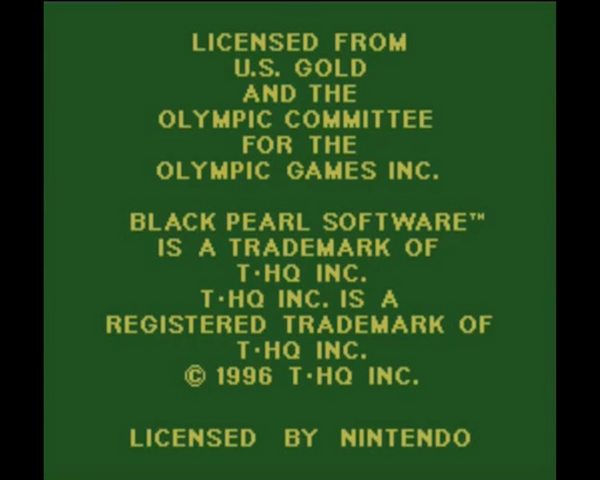 LICENSED FROM
U.S. GOLD
AND THE
OLYMPIC COMMITTEE
FOR THE
OLYMPIC GAMES INC.
BLACK PEARL SOFTWARE™
IS A TRADEMARK OF
T·HQ INC.
T·HQ INC. IS A
REGISTERED TRADEMARK OF
T·HQ INC.
© 1996 T·HQ INC.
LICENSED BY NINTENDO